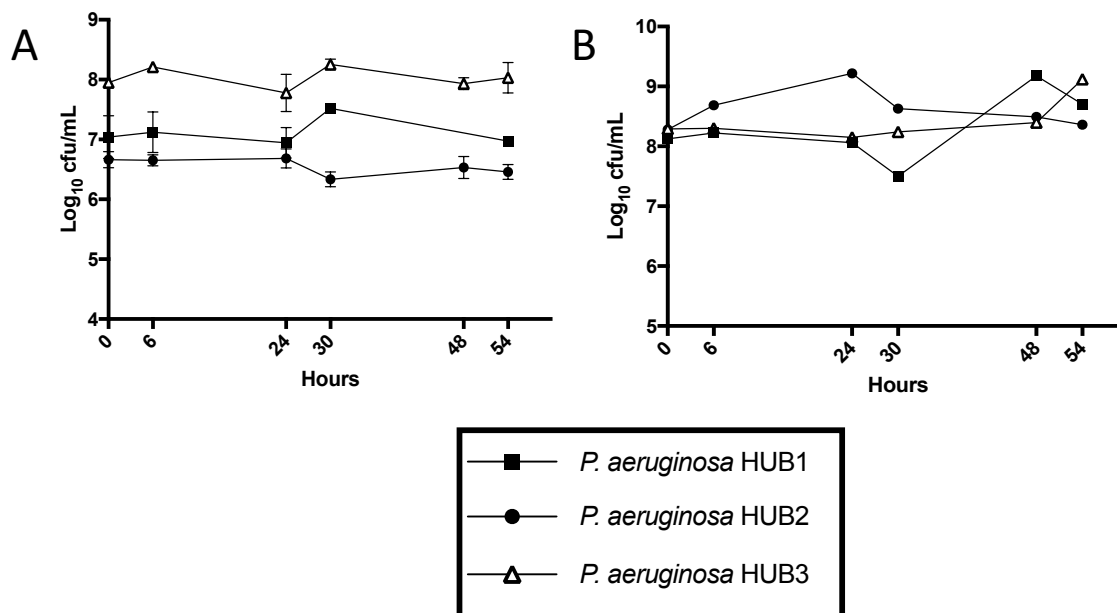 A
9
8
7
6
5
4
Log10 cfu/mL
0 6 24 30 48 54
Hours
B
10
9
8
7
6
5
Log10 cfu/mL
0 6 24 30 48 54
Hours
P. aeruginosa HUB1
P. aeruginosa HUB2
P. aeruginosa HUB3